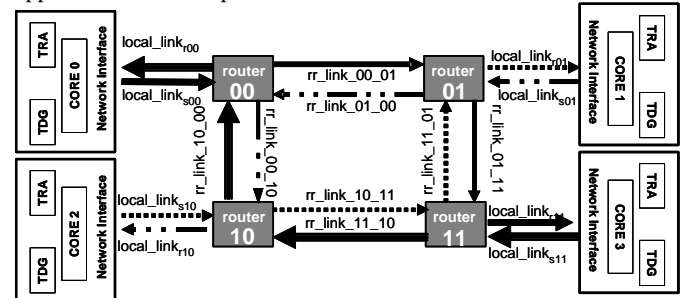 TRA
TDG
CORE 0
Network Interface
local_link_r00
local_link_s00
router
00
rr_link_00_01
rr_link_01_00
router
01
local_link_r01
local_link_s01
Network Interface
CORE 1
TRA
TDG
rr_link_10_00
rr_link_00_10
rr_link_11_01
rr_link_01_11
TRA
TDG
CORE 2
Network Interface
local_link_s10
local_link_r10
router
10
rr_link_10_11
rr_link_11_10
router
11
local_link_s11
Network Interface
CORE 3
TRA
TDG